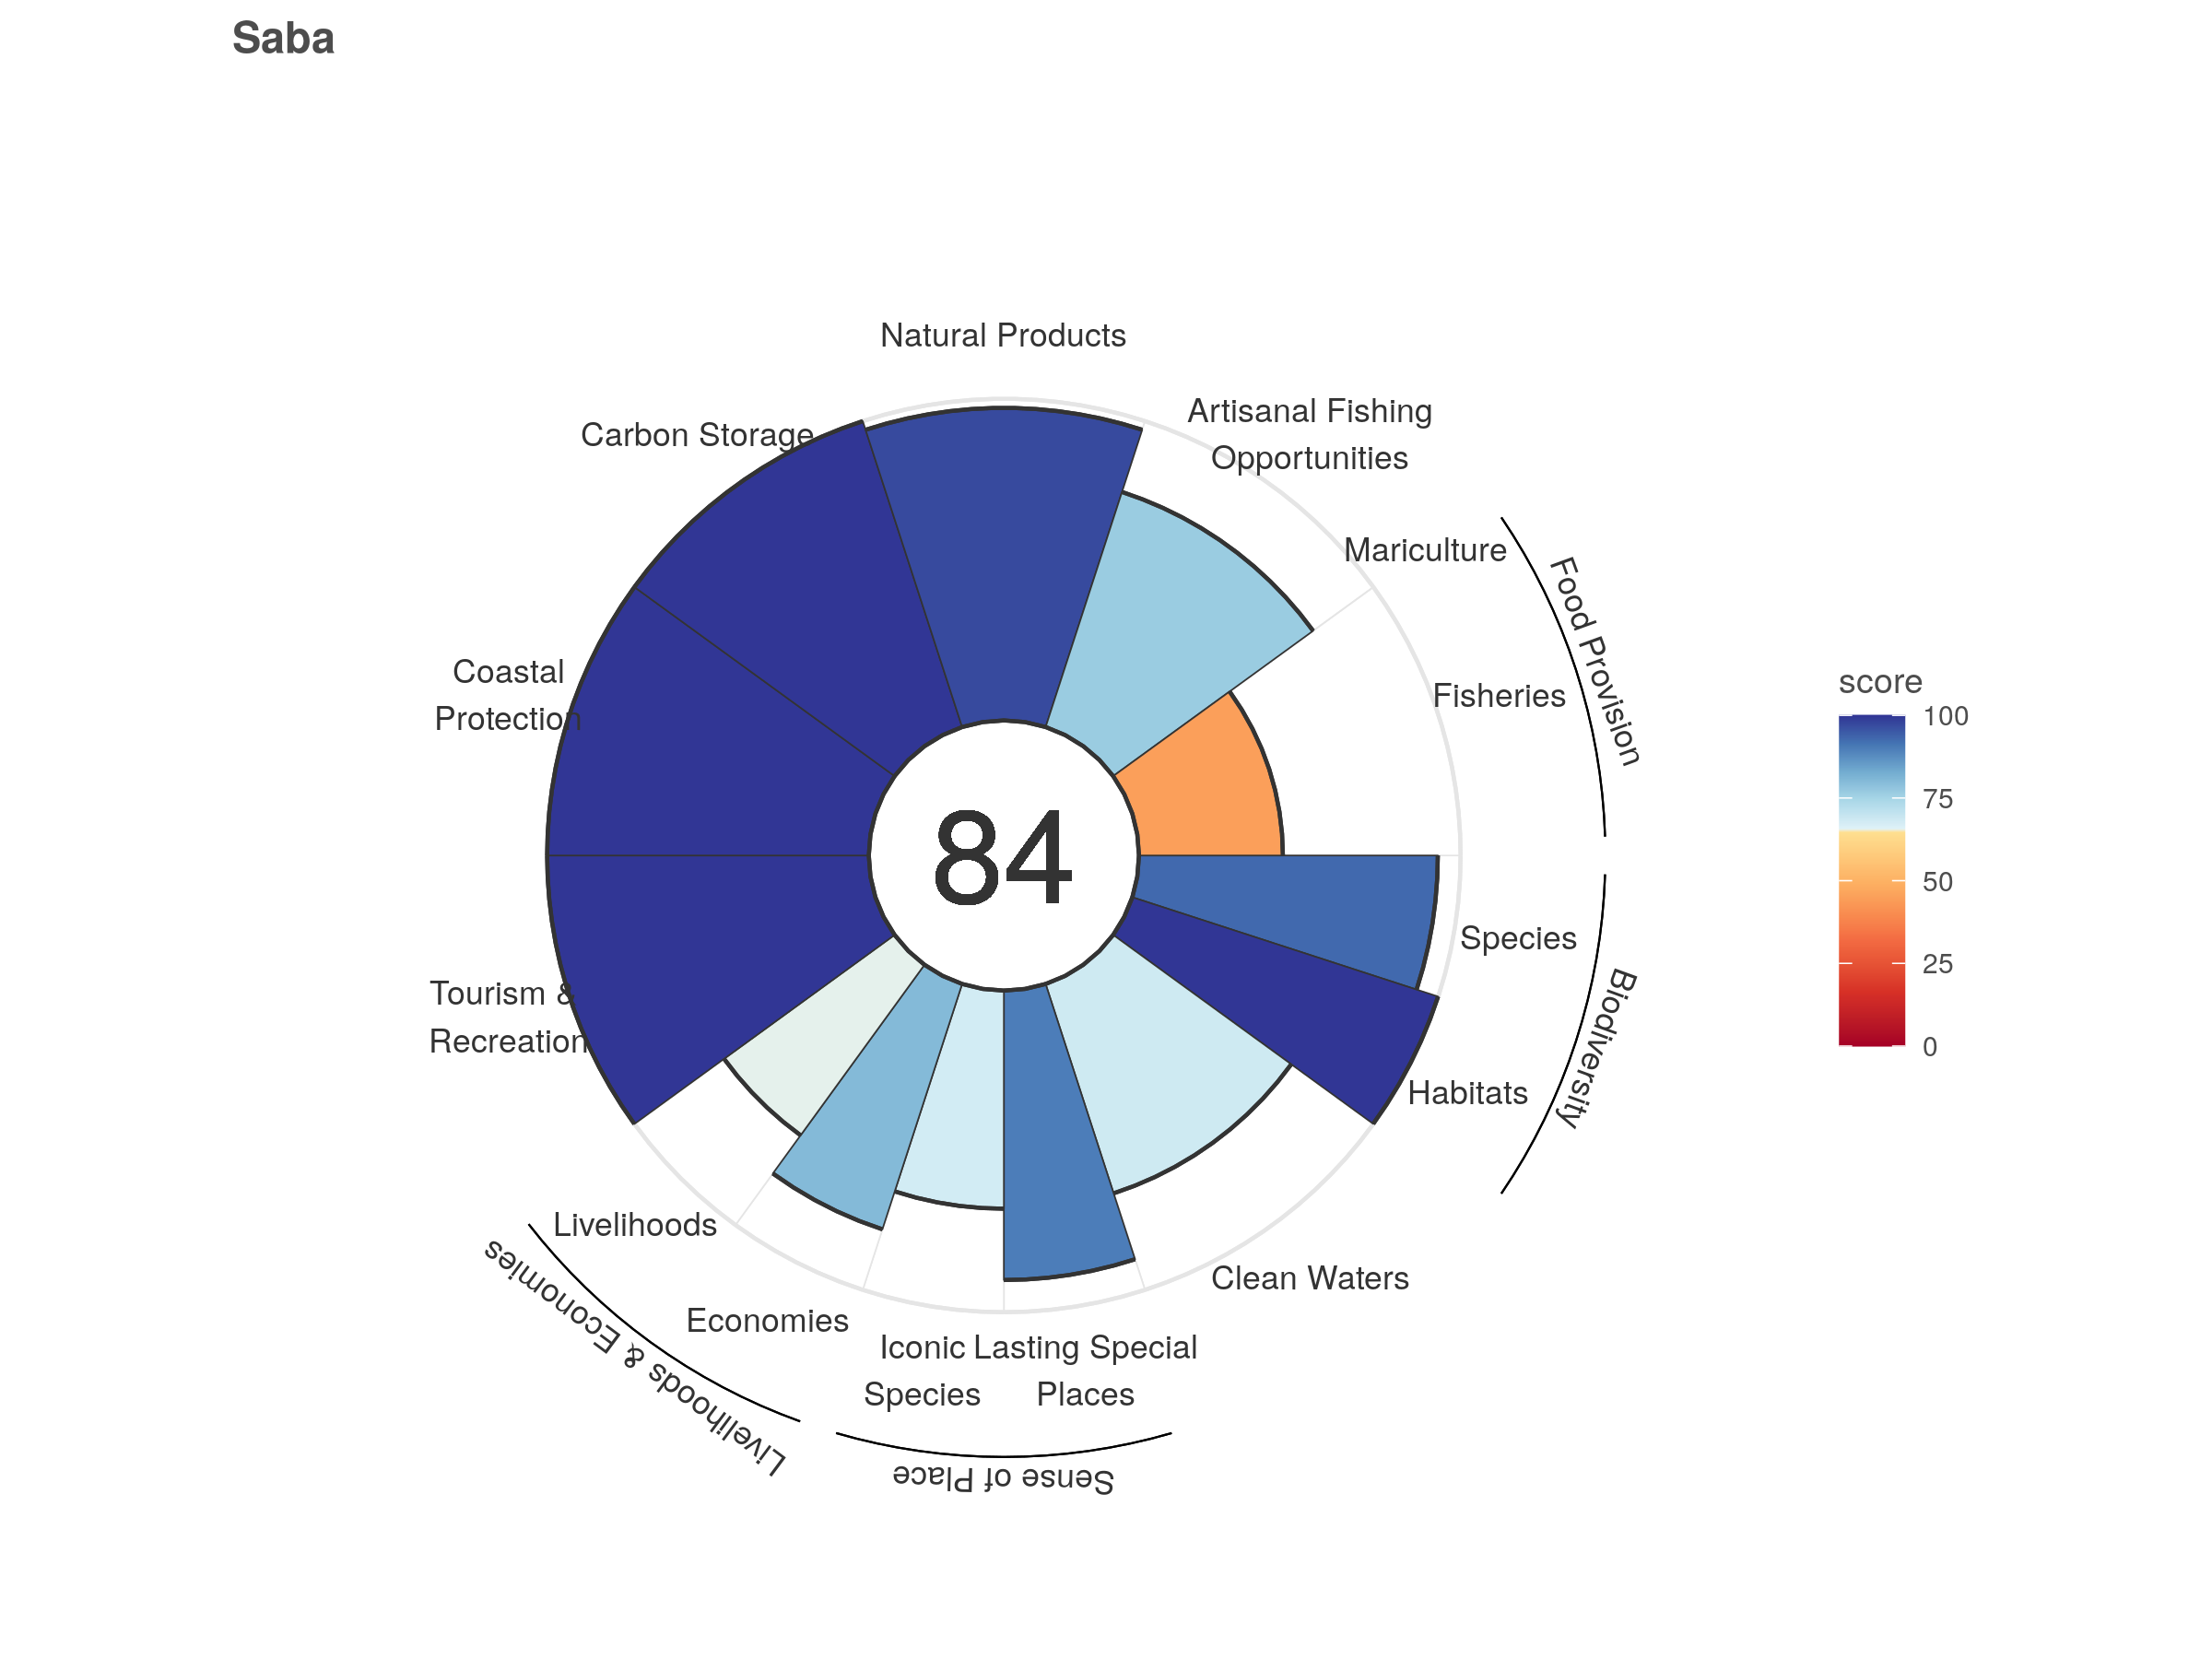 Saba
Natural Products
Artisanal Fishing
Opportunities
Carbon Storage
Mariculture
Food Provision
Fisheries
Coastal
Protection
score
100
75
50
25
0
84
Species
Biodiversity
Tourism &
Recreation
Habitats
Livelihoods
Clean Waters
Economies
Livelihoods & Economies
Iconic
Species
Lasting Special
Places
Sense of Place